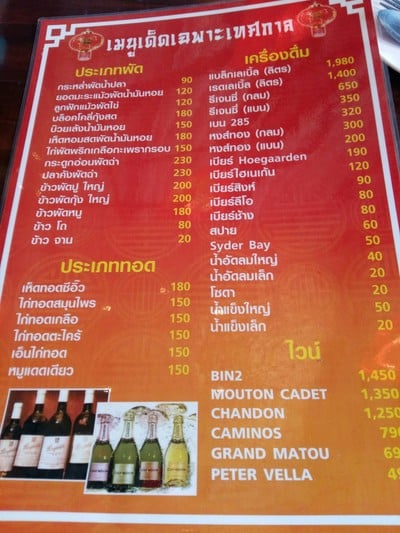 เมนูเด็ดเฉพาะเทศกาล
ประเภทผัด
กระหล่ำผัดน้ำปลา 90
ยอดมะระแม้วผัดน้ำมันหอย 120
ลูกฟักแม้วผัดไข่ 120
บล็อคโคลี่กุ้งสด 180
บ๊วยเล้งน้ำมันหอย 150
เห็ดหอมสดผัดน้ำมันหอย 180
ไก่ผัดพริกเกลือกะเพรากรอบ 150
กระดูกอ่อนผัดฉ่า 230
ปลาคังผัดฉ่า 230
ข้าวผัดปู ใหญ่ 200
ข้าวผัดกุ้ง ใหญ่ 200
ข้าวผัดหมู 180
ข้าว โถ 80
ข้าว จาน 20
ประเภททอด
เห็ดทอดซีอิ๊ว 180
ไก่ทอดสมุนไพร 150
ไก่ทอดเกลือ 150
ไก่ทอดตะไคร้ 150
เอ็นไก่ทอด 150
หมูแดดเดียว 150
เครื่องดื่ม
แบล็กเลเบิ้ล (ลิตร) 1,980
เรดเลเบิ้ล (ลิตร) 1,400
รีเจนซี่ (กลม) 650
รีเจนซี่ (แบน) 350
เบน 285 320
หงส์ทอง (กลม) 300
หงส์ทอง (แบน) 200
เบียร์ Hoegaarden 190
เบียร์ไฮเนเก้น 120
เบียร์สิงห์ 90
เบียร์ลีโอ 80
เบียร์ช้าง 80
สปาย 60
Syder Bay 50
น้ำอัดลมใหญ่ 40
น้ำอัดลมเล็ก 20
โซดา 20
น้ำแข็งใหญ่ 50
น้ำแข็งเล็ก 20
ไวน์
BIN2 1,450
MOUTON CADET 1,350
CHANDON 1,250
CAMINOS
GRAND MATOU
PETER VELLA